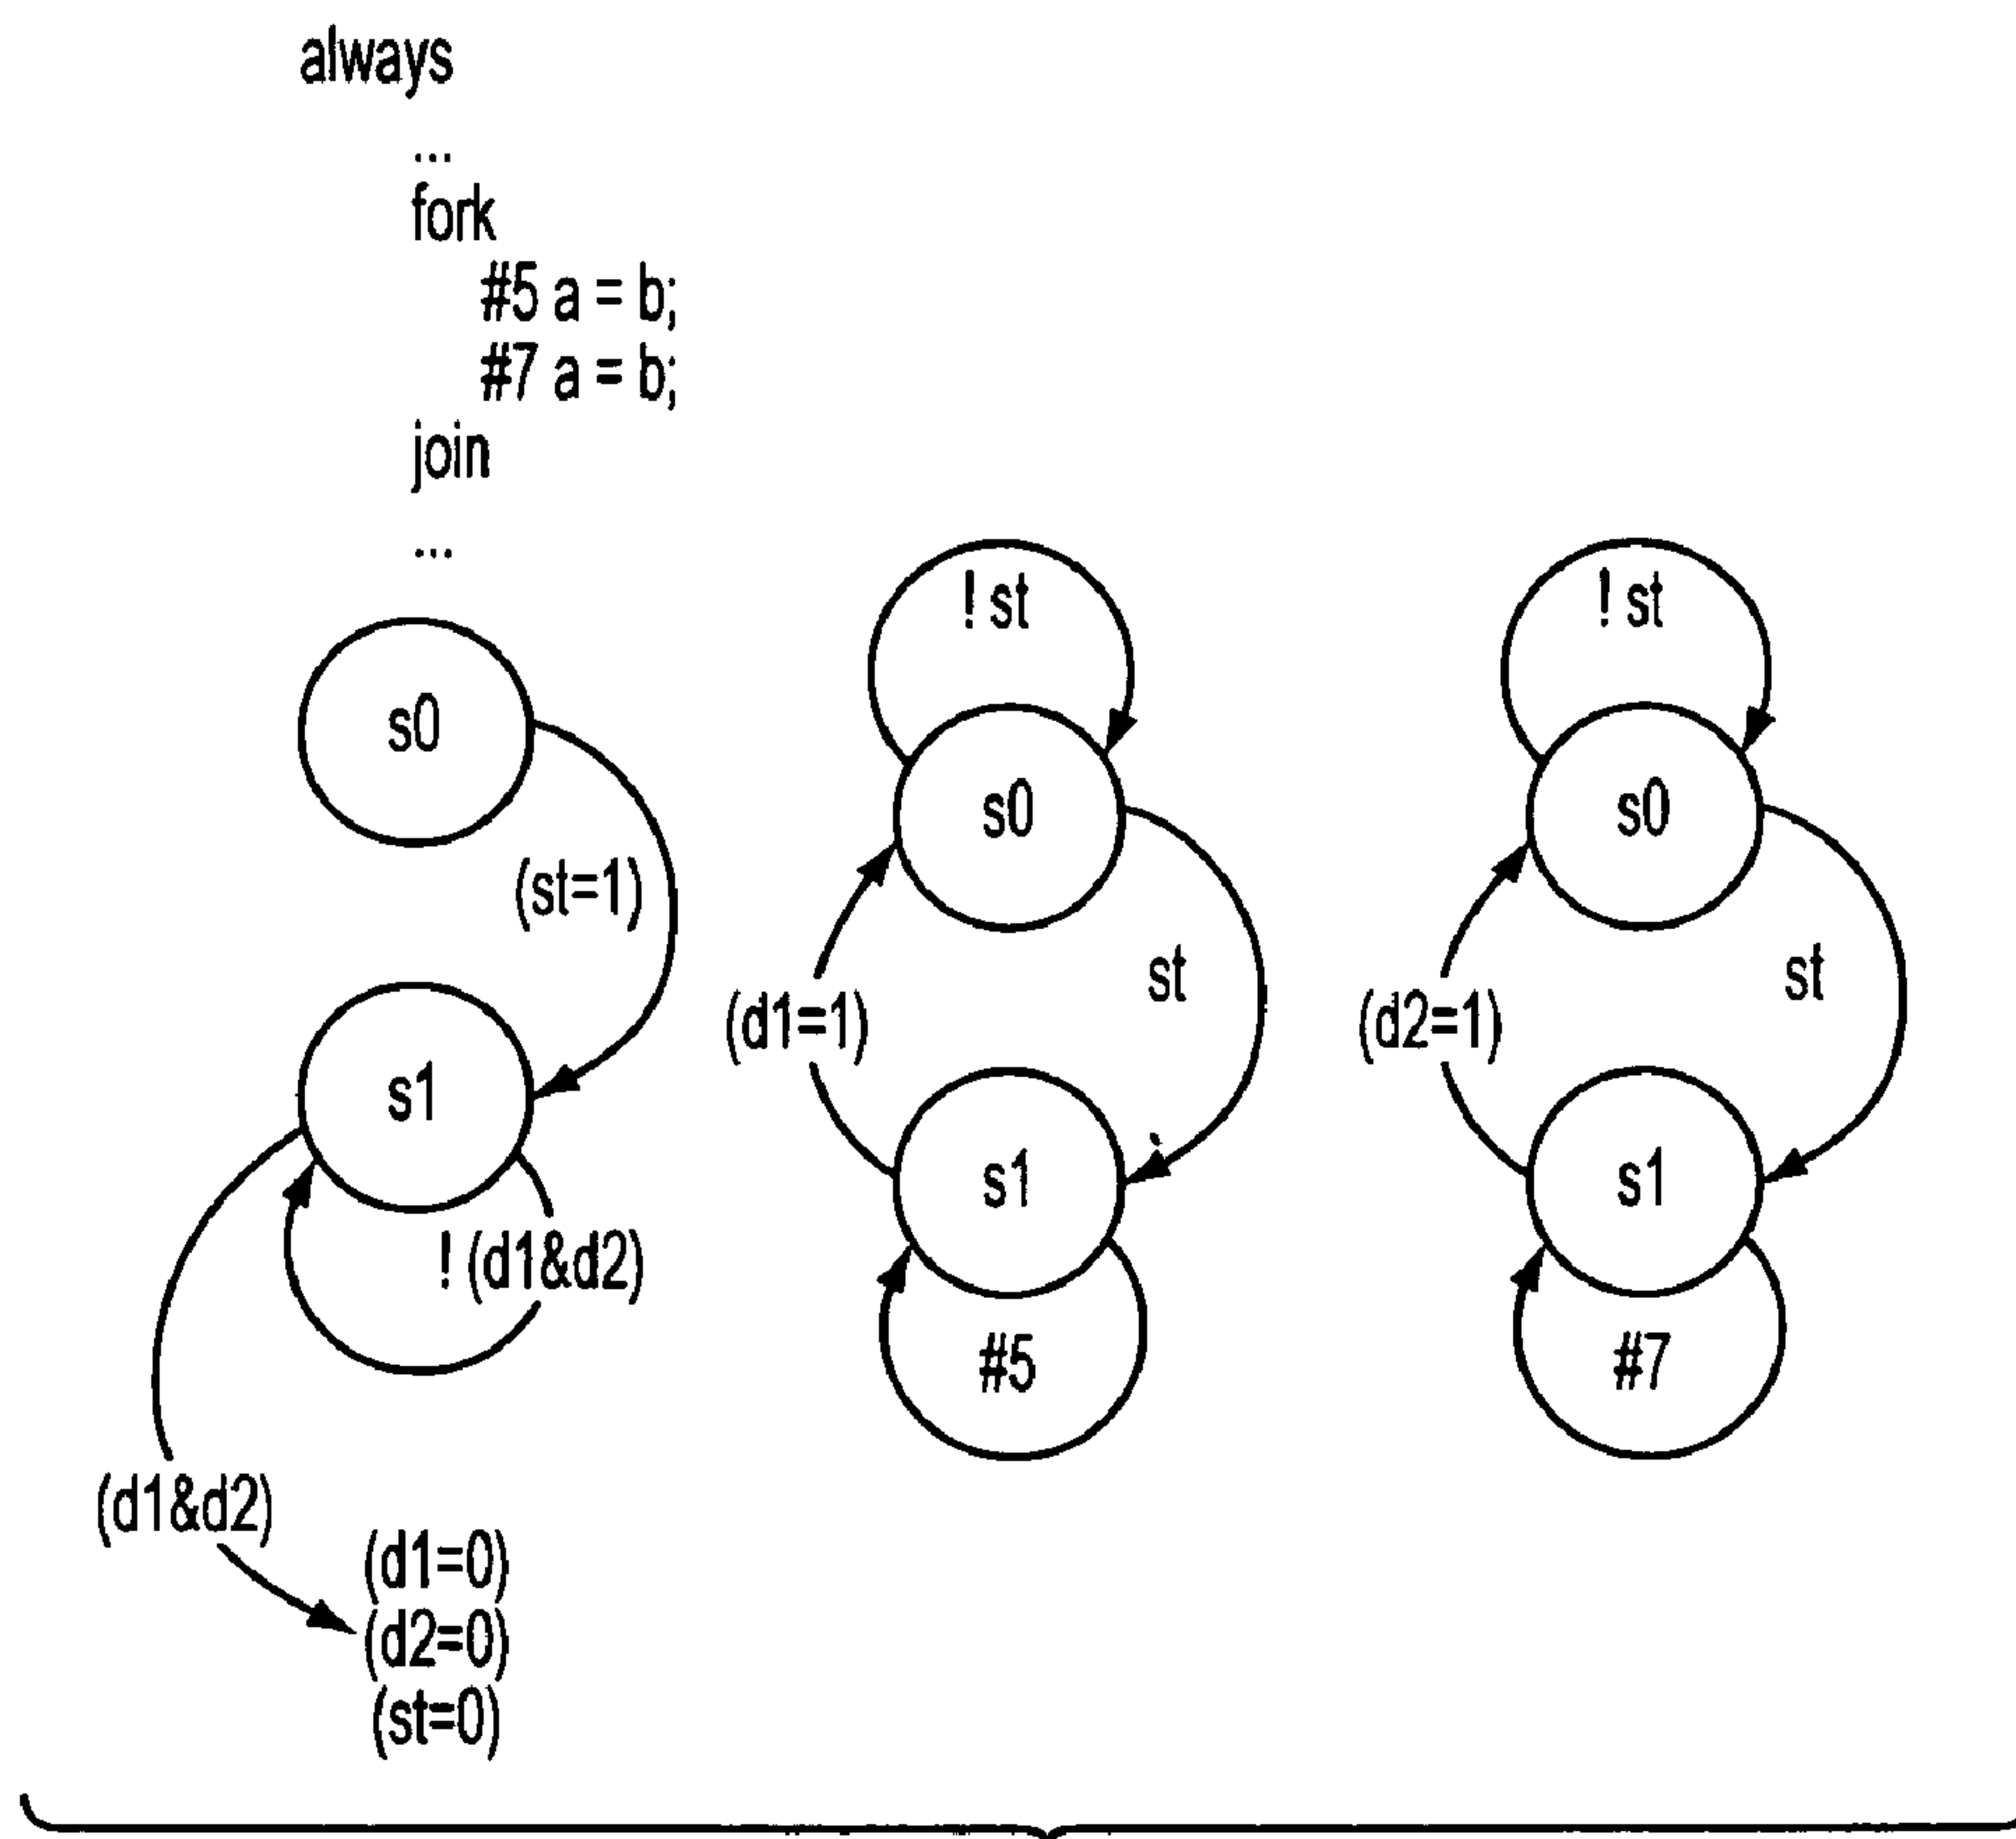 always
...
fork
#5 a = b;
#7 a = b;
join
...
s0
(st=1)
s1
! (d1&d2)
(d1&d2)
(d1=0)
(d2=0)
(st=0)
! st
s0
st
(d1=1)
s1
#5
! st
s0
st
(d2=1)
s1
#7